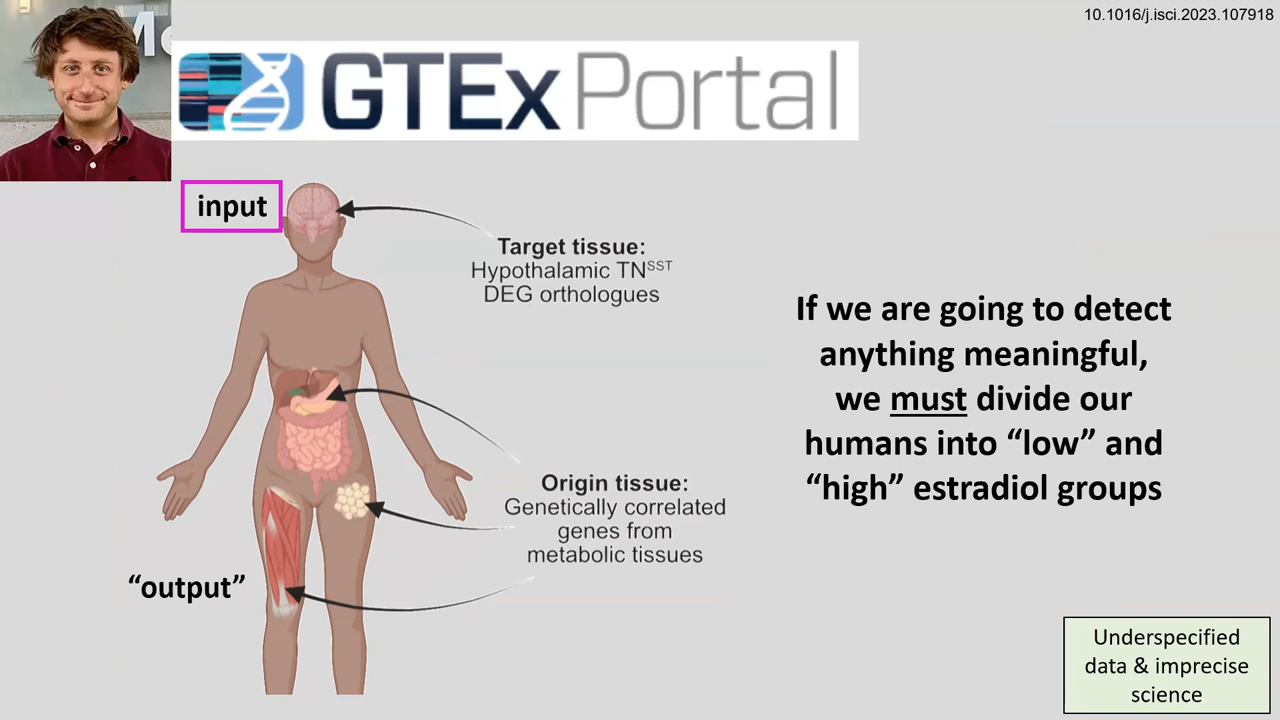 10.1016/j.isci.2023.107918
Me
GTEx Portal
input
Target tissue:
Hypothalamic TNSST
DEG orthologues
If we are going to detect
anything meaningful,
we must divide our
humans into “low” and
“high” estradiol groups
Origin tissue:
Genetically correlated
genes from
metabolic tissues
“output”
Underspecified
data & imprecise
science